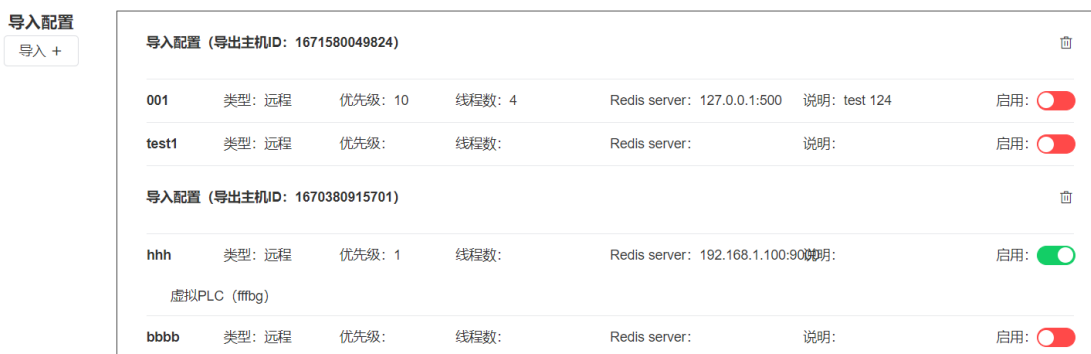 导入配置
导入 +
导入配置（导出主机ID：1671580049824）
001 类型：远程 优先级：10 线程数：4 Redis server：127.0.0.1:500 说明：test 124 启用：
test1 类型：远程 优先级： 线程数： Redis server： 说明： 启用：
导入配置（导出主机ID：1670380915701）
hhh 类型：远程 优先级：1 线程数： Redis server：192.168.1.100:9000 说明： 启用：
虚拟PLC（fffbg）
bbbb 类型：远程 优先级： 线程数： Redis server： 说明： 启用：